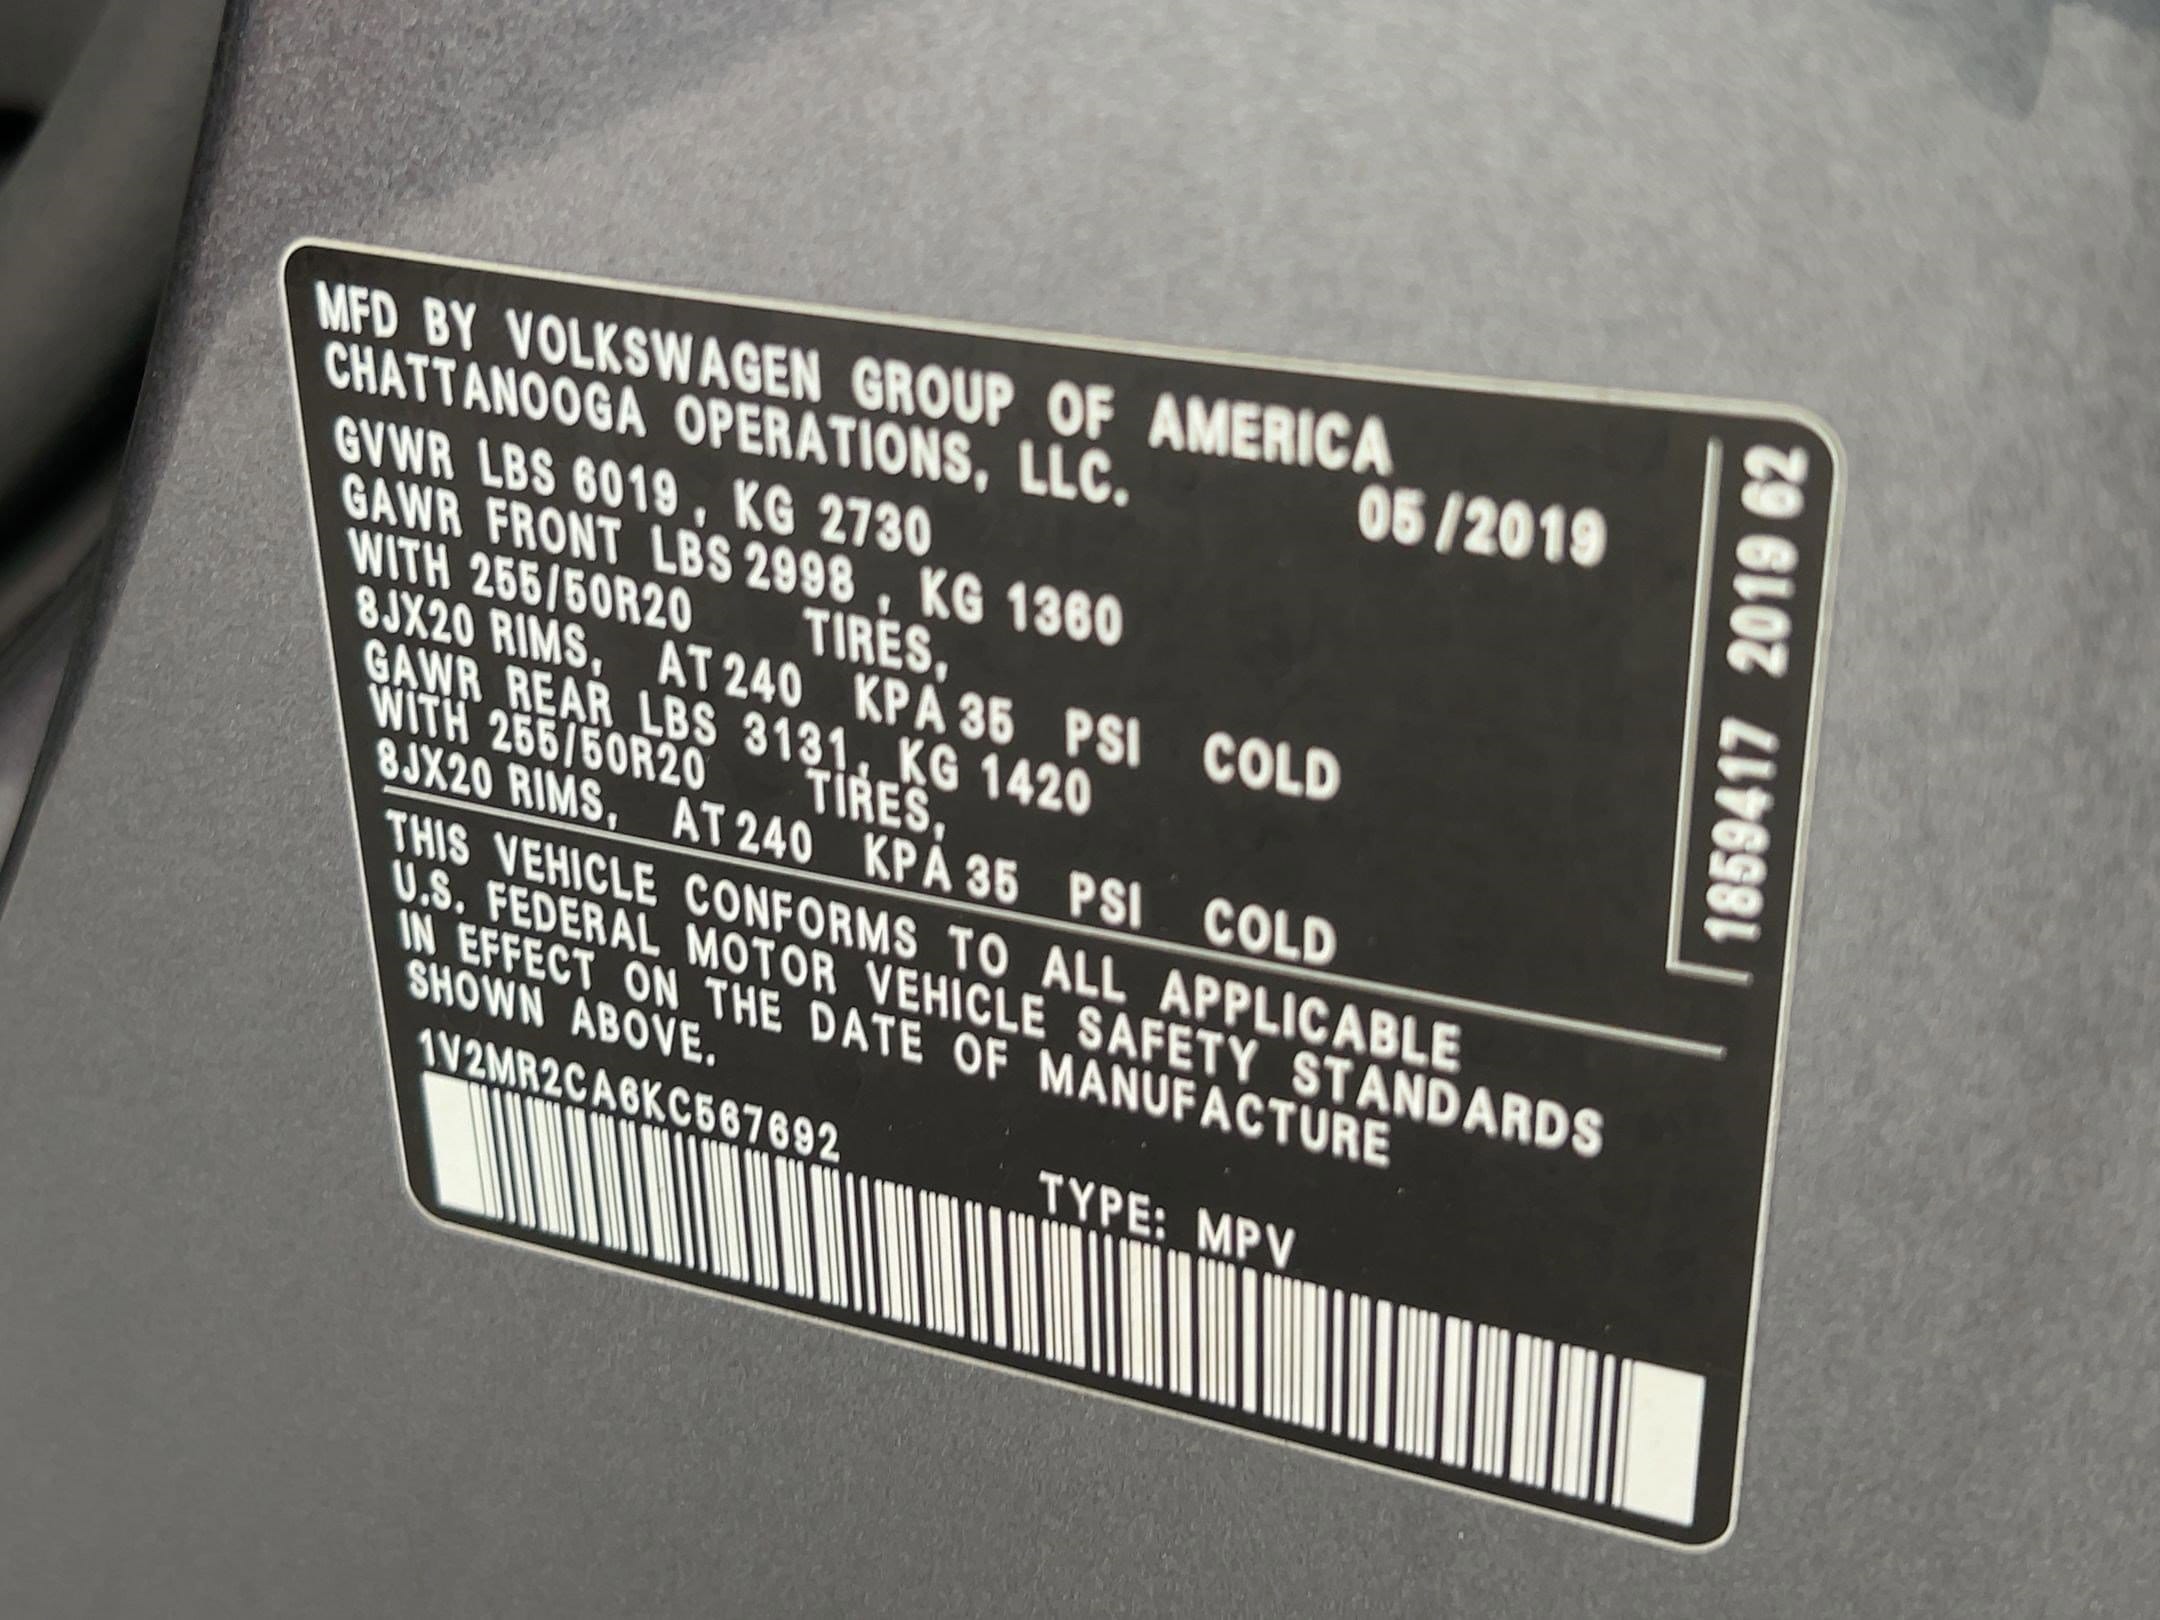 MFD BY VOLKSWAGEN GROUP OF AMERICA
CHATTANOOGA OPERATIONS, LLC.
05/2019
GVWR LBS 6019, KG 2730
GAWR FRONT LBS 2998, KG 1360
WITH 255/50R20 TIRES,
8JX20 RIMS, AT 240 KPA 35 PSI COLD
GAWR REAR LBS 3131, KG 1420
WITH 255/50R20 TIRES,
8JX20 RIMS, AT 240 KPA 35 PSI COLD
THIS VEHICLE CONFORMS TO ALL APPLICABLE
U.S. FEDERAL MOTOR VEHICLE SAFETY STANDARDS
IN EFFECT ON THE DATE OF MANUFACTURE
SHOWN ABOVE.
1V2MR2CA6KC567692
TYPE: MPV
1859417 2019 62